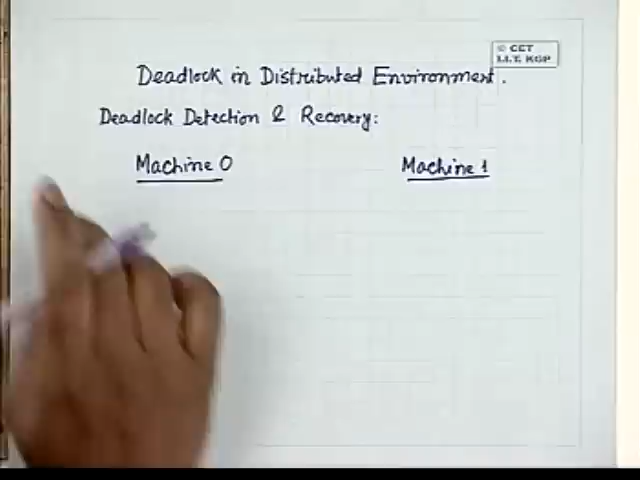 © CET
I.I.T. KGP
Deadlock in Distributed Environment.
Deadlock Detection & Recovery:
Machine 0 Machine 1